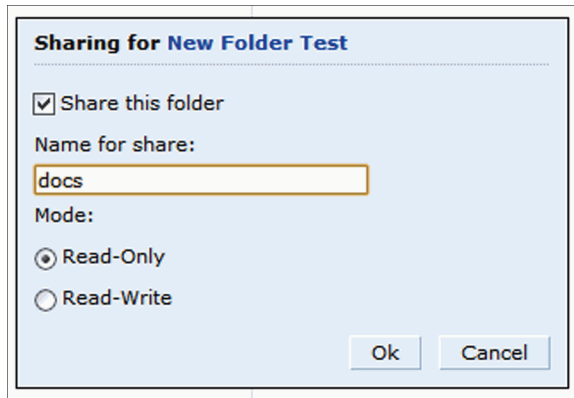 Sharing for New Folder Test
Share this folder
Name for share:
docs
Mode:
Read-Only
Read-Write
Ok Cancel